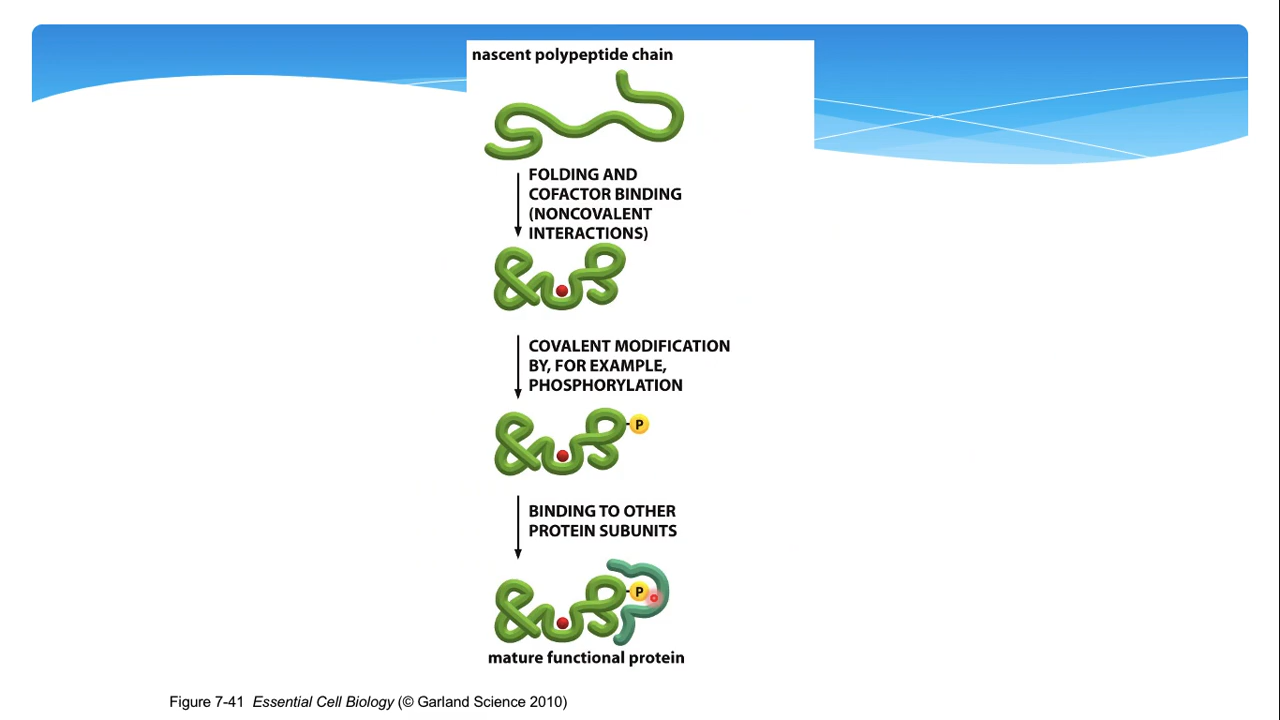 nascent polypeptide chain
FOLDING AND
COFACTOR BINDING
(NONCOVALENT
INTERACTIONS)
COVALENT MODIFICATION
BY, FOR EXAMPLE,
PHOSPHORYLATION
P
BINDING TO OTHER
PROTEIN SUBUNITS
P
mature functional protein
Figure 7-41 Essential Cell Biology (© Garland Science 2010)